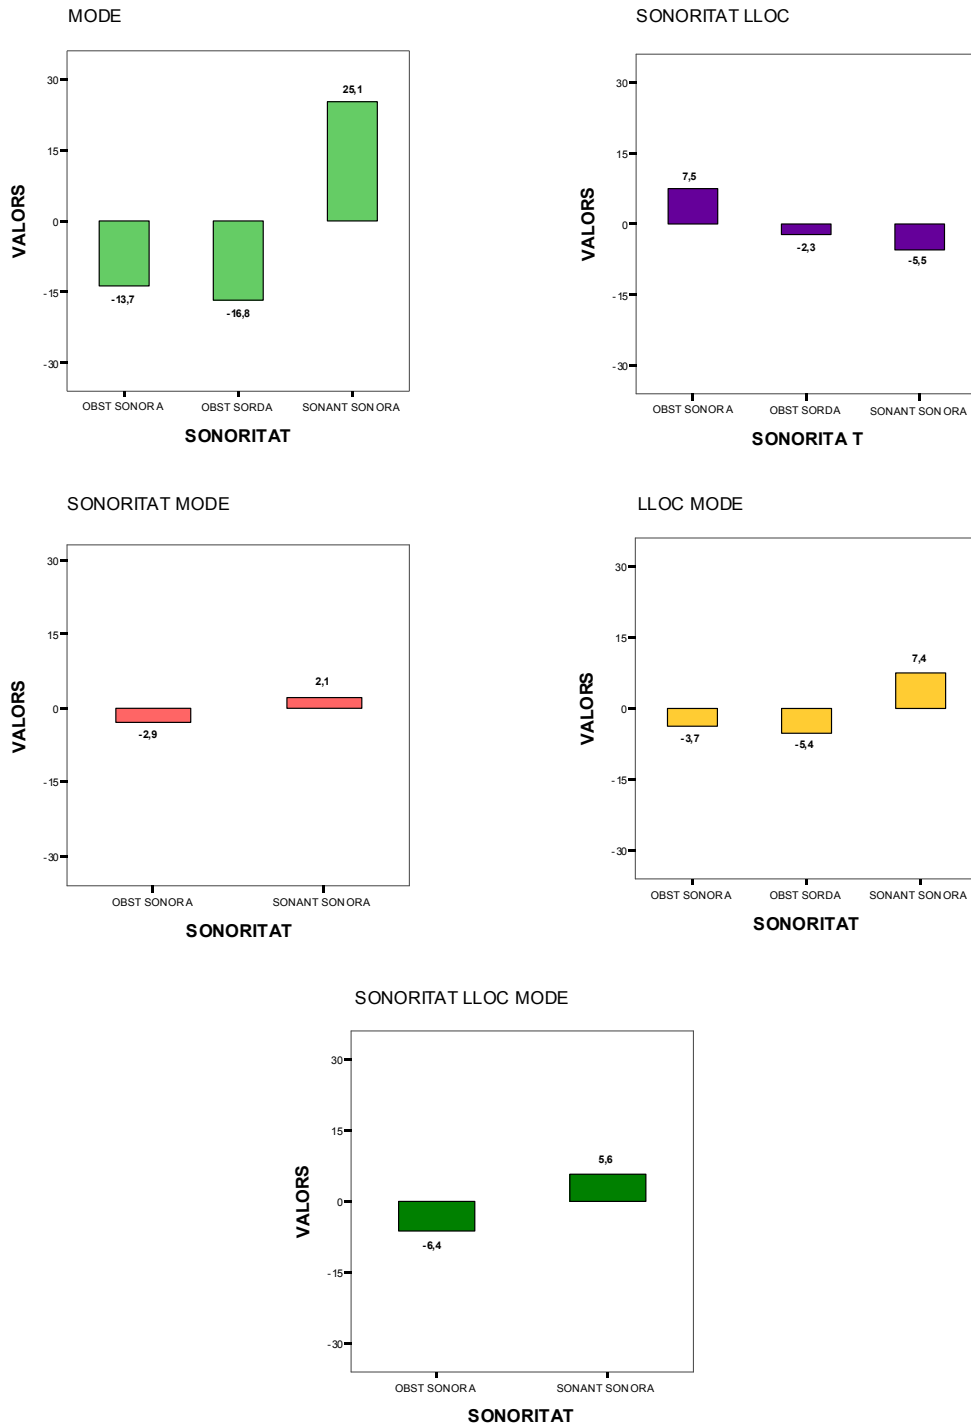 MODE
30
15
0
-15
-30
VALORS
25,1
-13,7
-16,8
OBST SONORA
OBST SORDA
SONANT SONORA
SONORITAT
SONORITAT LLOC
30
15
0
-15
-30
VALORS
7,5
-2,3
-5,5
OBST SONORA
OBST SORDA
SONANT SONORA
SONORITA T
SONORITAT MODE
30
15
0
-15
-30
VALORS
2,1
-2,9
OBST SONORA
SONANT SONORA
SONORITAT
LLOC MODE
30
15
0
-15
-30
VALORS
7,4
-3,7
-5,4
OBST SONORA
OBST SORDA
SONANT SONORA
SONORITAT
SONORITAT LLOC MODE
30
15
0
-15
-30
VALORS
5,6
-6,4
OBST SONORA
SONANT SONORA
SONORITAT